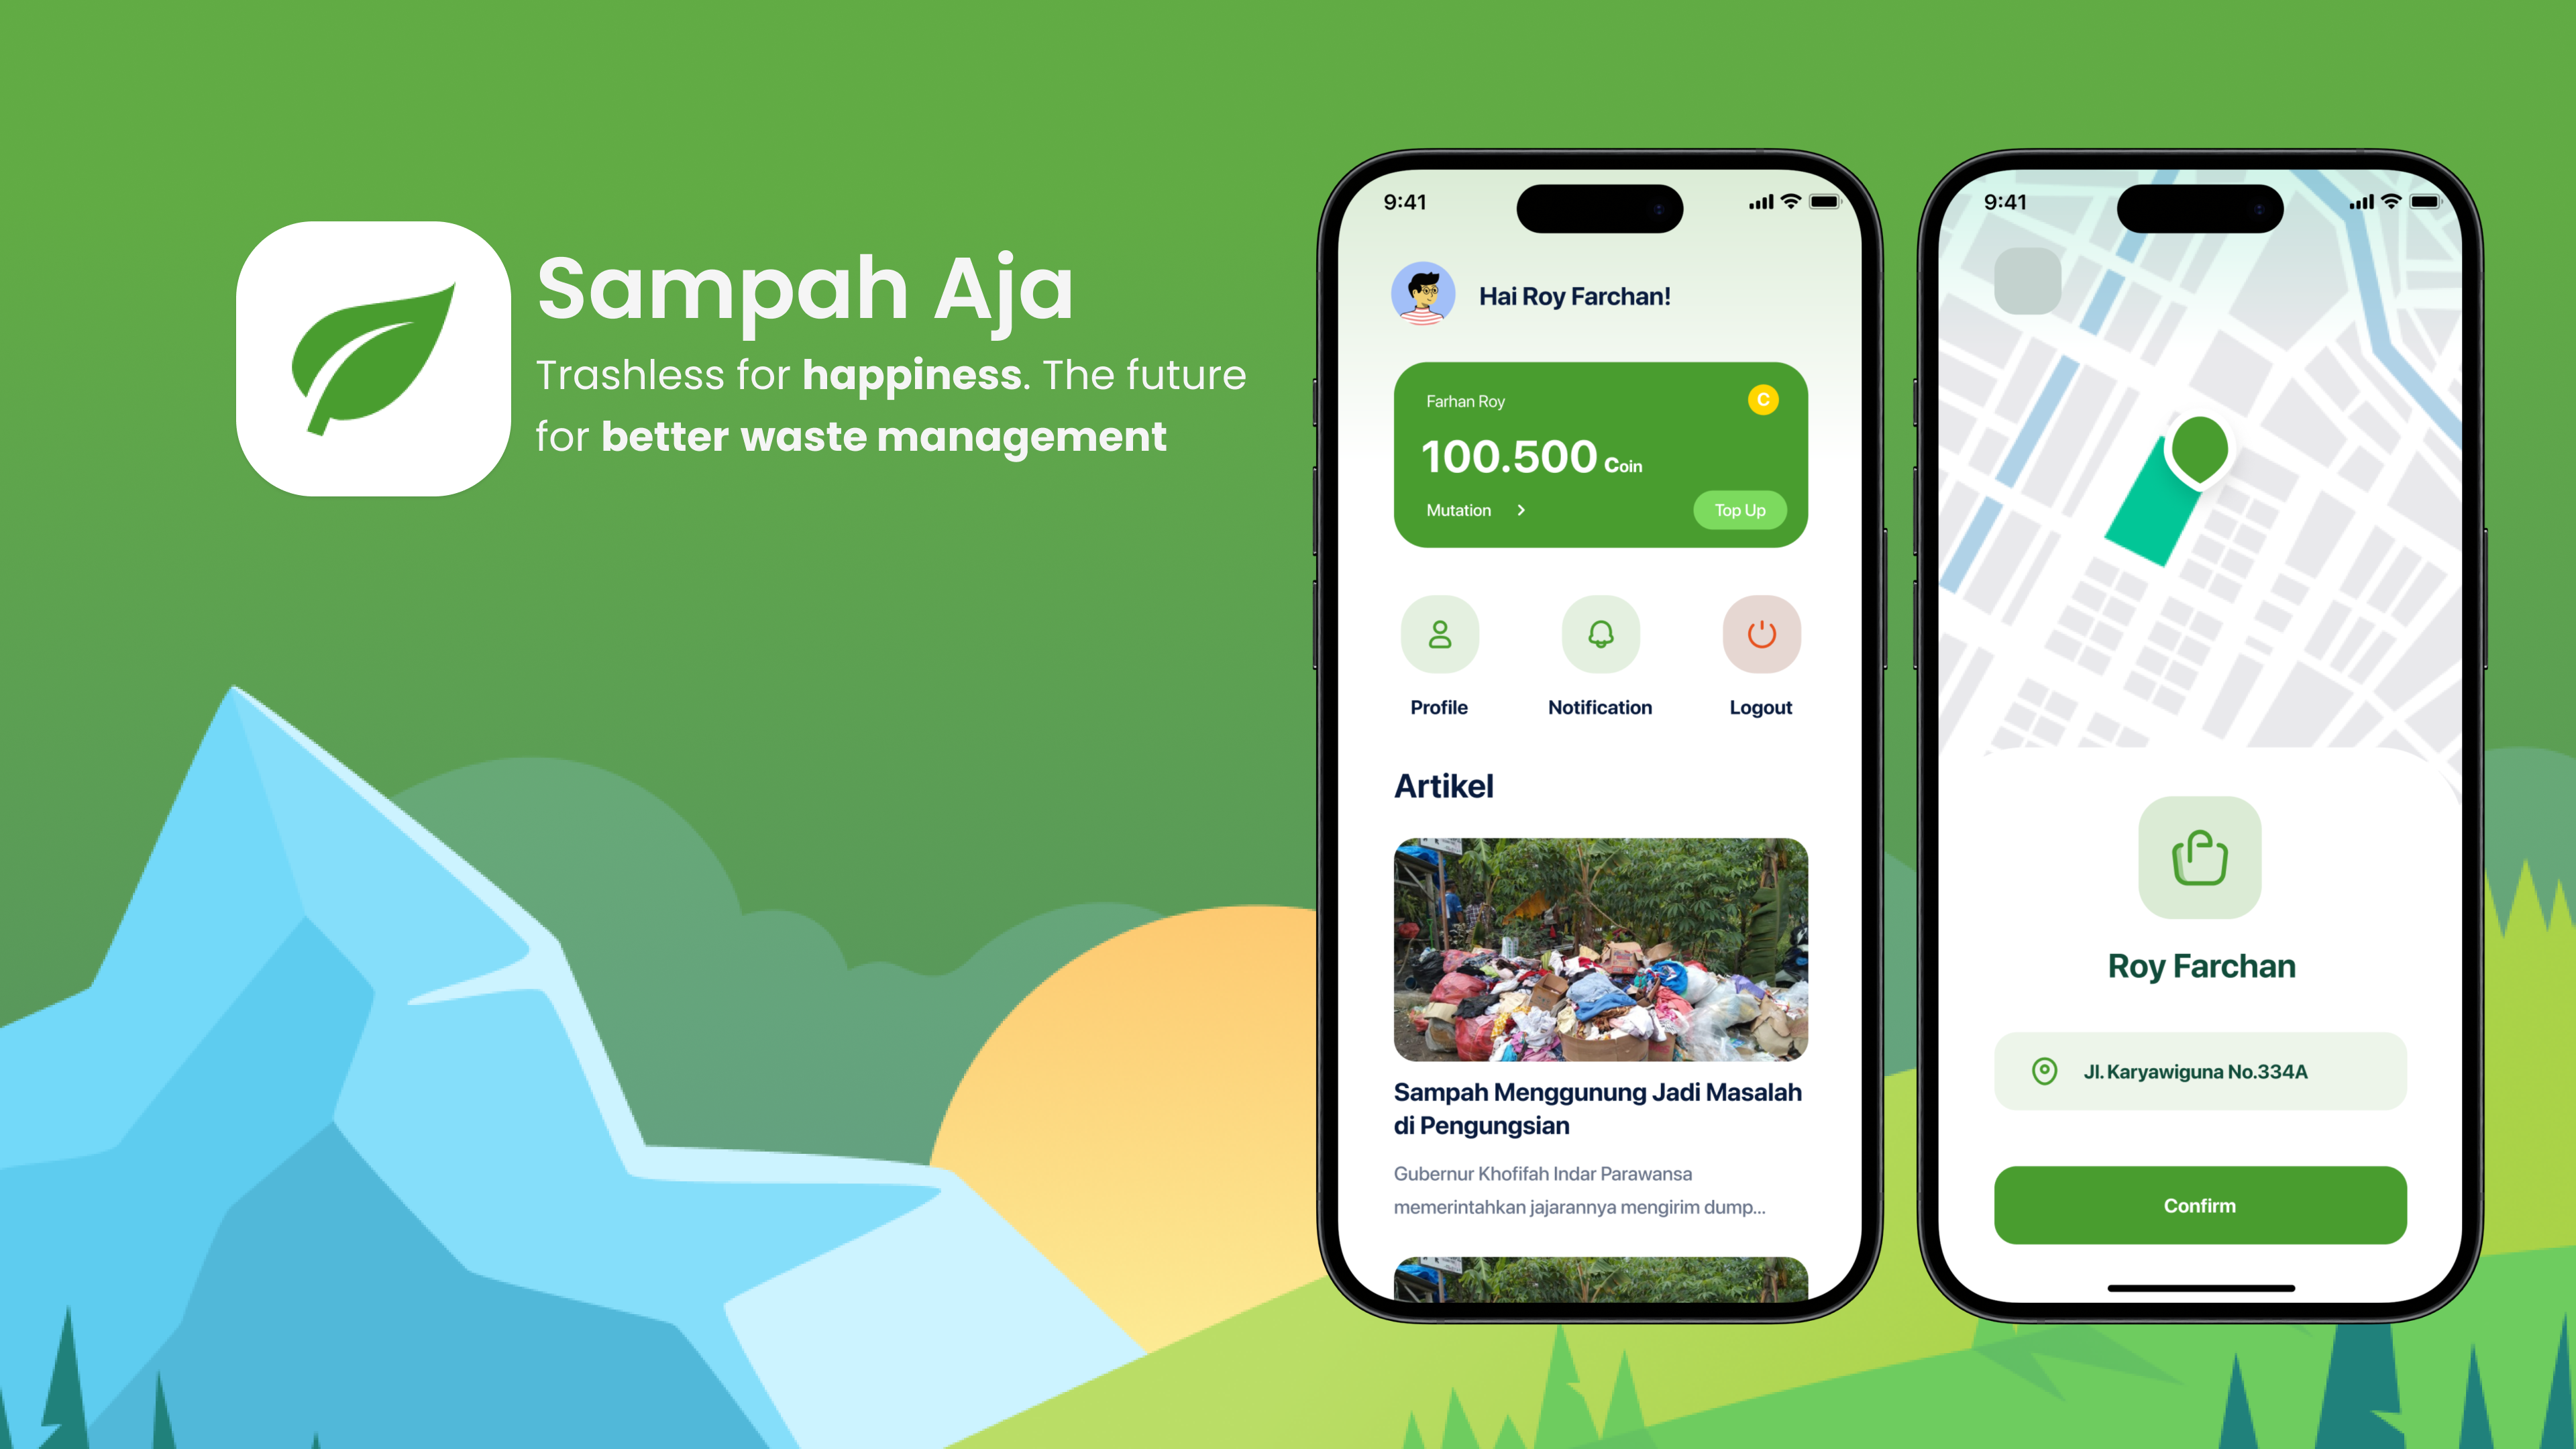 Sampah Aja
Trashless for happiness. The future
for better waste management
9:41
Hai Roy Farchan!
Farhan Roy
C
100.500 Coin
Mutation
Top Up
Profile
Notification
Logout
Artikel
Sampah Menggunung Jadi Masalah
di Pengungsian
Gubernur Khofifah Indar Parawansa
memerintahkan jajarannya mengirim dump...
9:41
Roy Farchan
Jl. Karyawiguna No.334A
Confirm